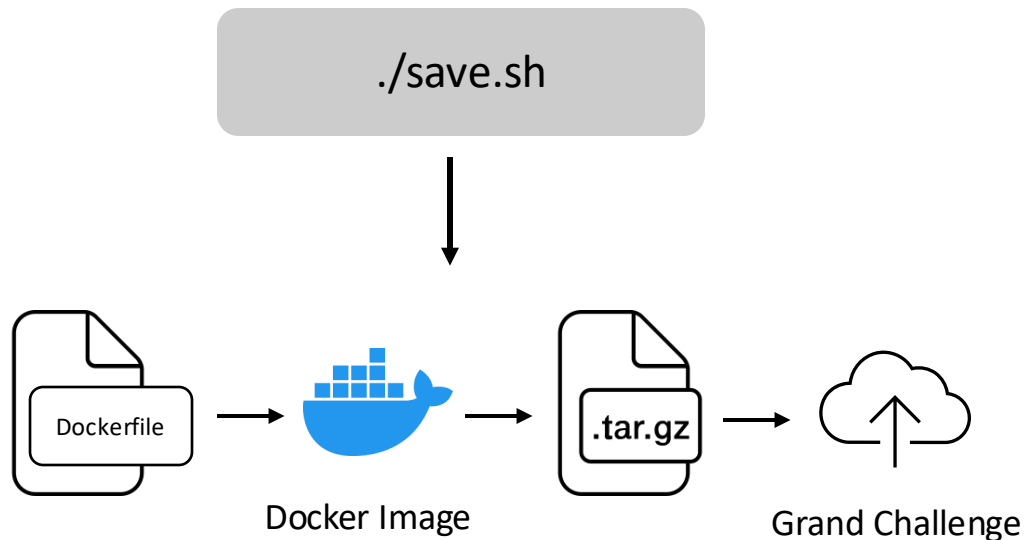 ./save.sh
Dockerfile
.tar.gz
Docker Image
Grand Challenge